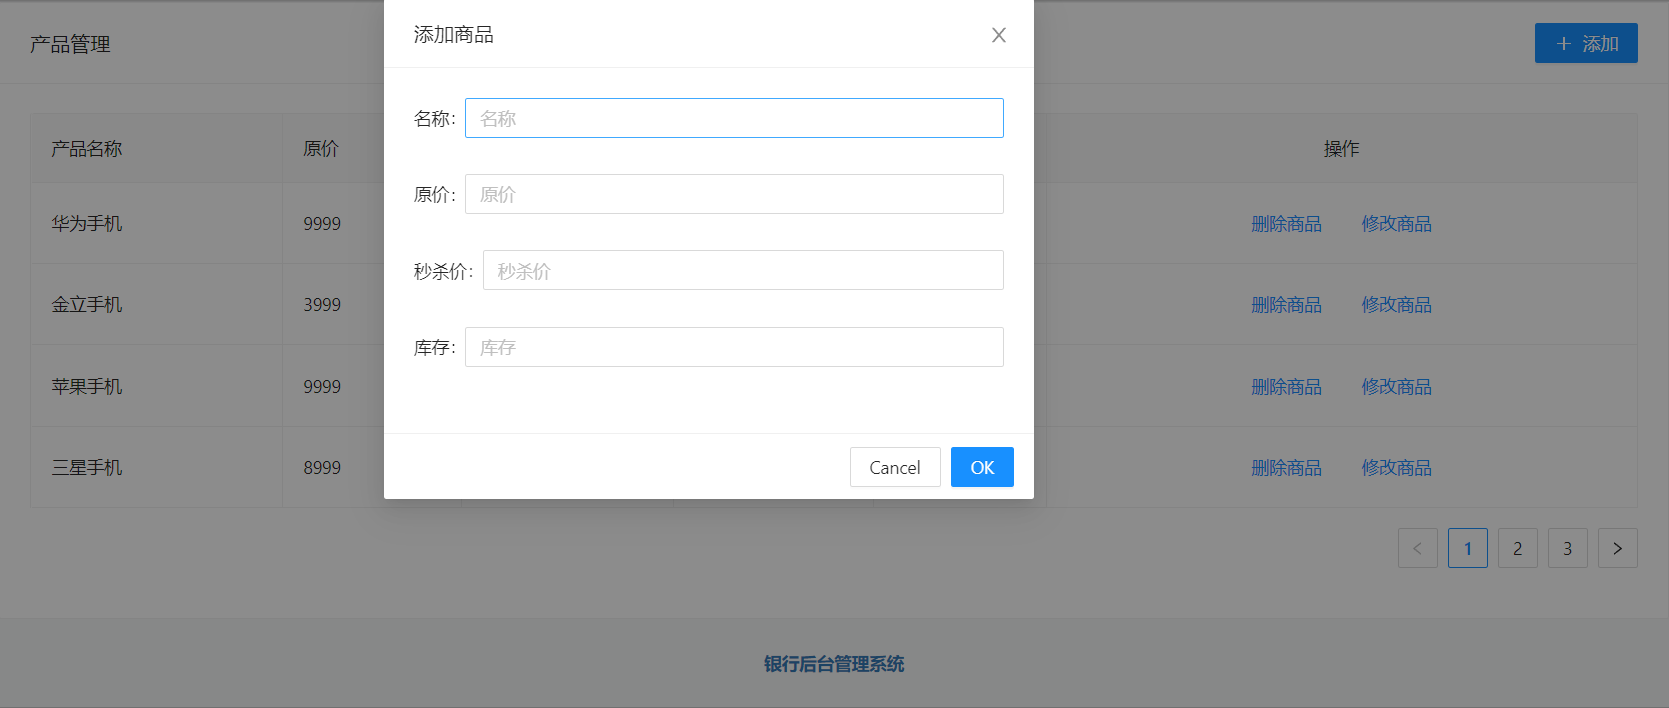 产品管理
+ 添加
添加商品
名称: 名称
原价: 原价
秒杀价: 秒杀价
库存: 库存
Cancel OK
产品名称 原价 操作
华为手机 9999 删除商品 修改商品
金立手机 3999 删除商品 修改商品
苹果手机 9999 删除商品 修改商品
三星手机 8999 删除商品 修改商品
< 1 2 3 >
银行后台管理系统